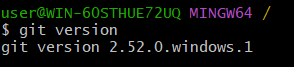 user@WIN-6OSTHUE72UQ MINGW64 /
$ git version
git version 2.52.0.windows.1